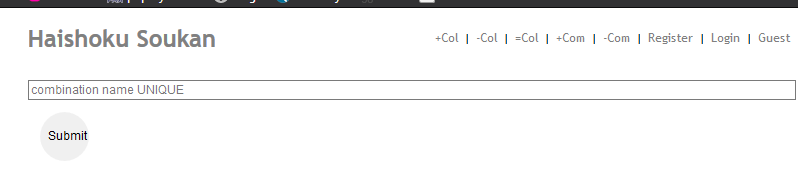 Haishoku Soukan
+Col | -Col | =Col | +Com | -Com | Register | Login | Guest
combination name UNIQUE
Submit